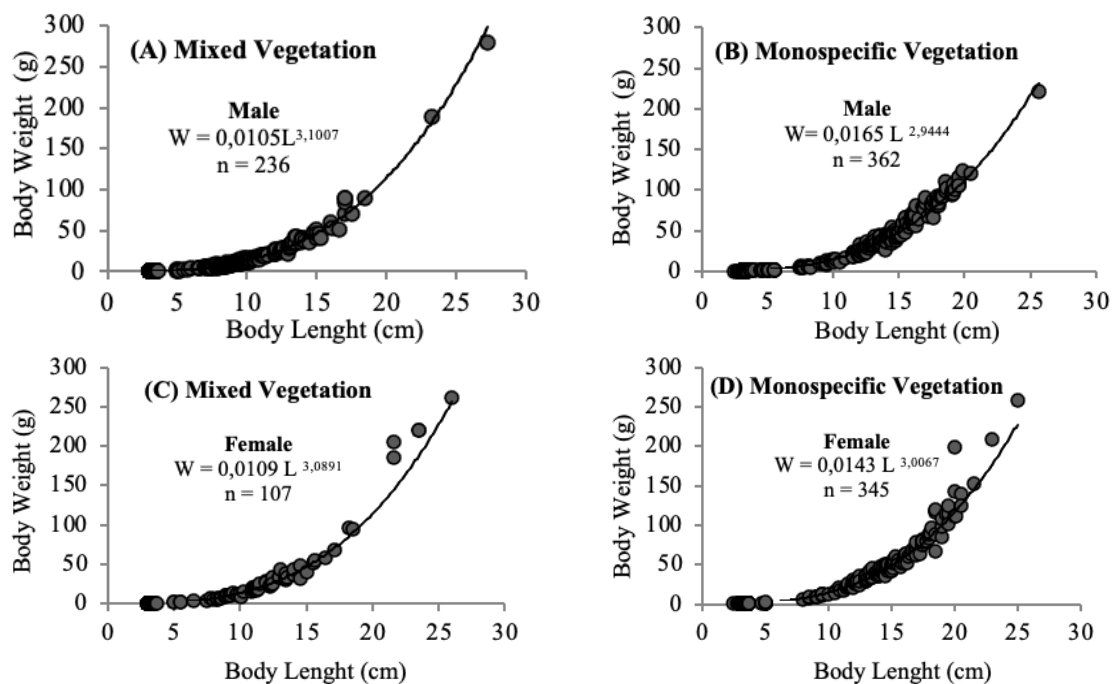 (A) Mixed Vegetation
Male
W = 0,0105L3,1007
n = 236
Body Weight (g)
300
250
200
150
100
50
0
0 5 10 15 20 25 30
Body Lenght (cm)
(B) Monospecific Vegetation
Male
W= 0,0165 L 2,9444
n = 362
Body Weight (g)
300
250
200
150
100
50
0
0 5 10 15 20 25 30
Body Lenght (cm)
(C) Mixed Vegetation
Female
W = 0,0109 L 3,0891
n = 107
Body Weight (g)
300
250
200
150
100
50
0
0 5 10 15 20 25 30
Body Lenght (cm)
(D) Monospecific Vegetation
Female
W = 0,0143 L 3,0067
n = 345
Body Weight (g)
300
250
200
150
100
50
0
0 5 10 15 20 25 30
Body Lenght (cm)